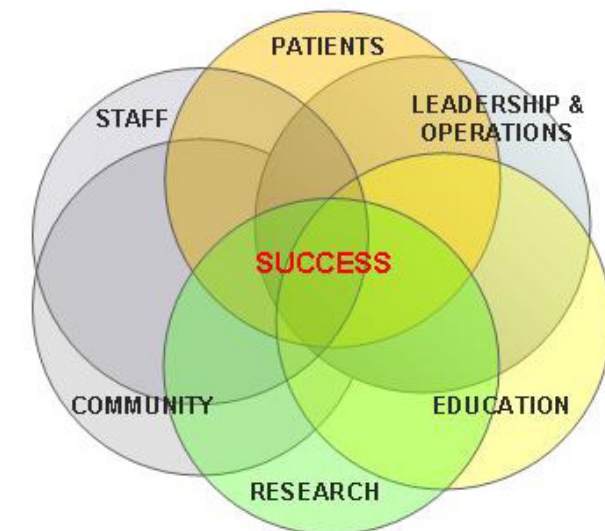 PATIENTS
LEADERSHIP &
OPERATIONS
STAFF
SUCCESS
COMMUNITY
EDUCATION
RESEARCH